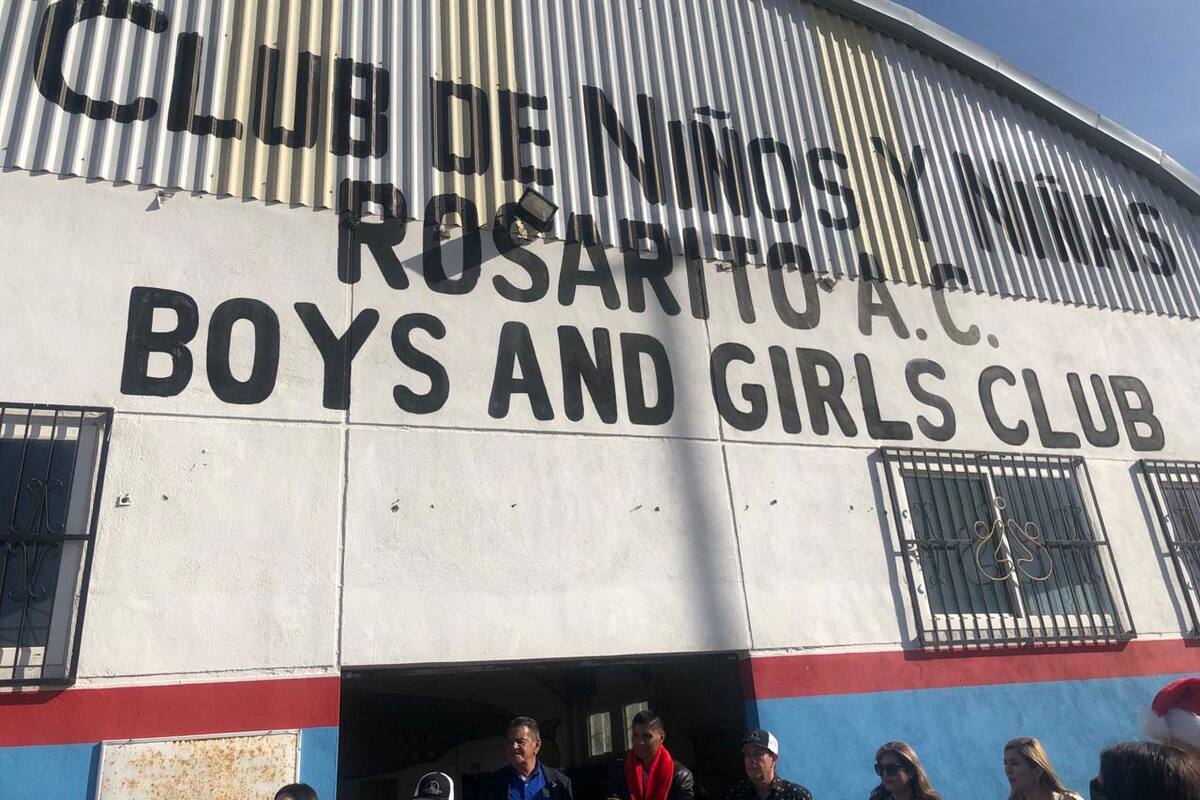 CLUB DE NIÑOS Y NIÑAS
ROSARITO A.C.
BOYS AND GIRLS CLUB